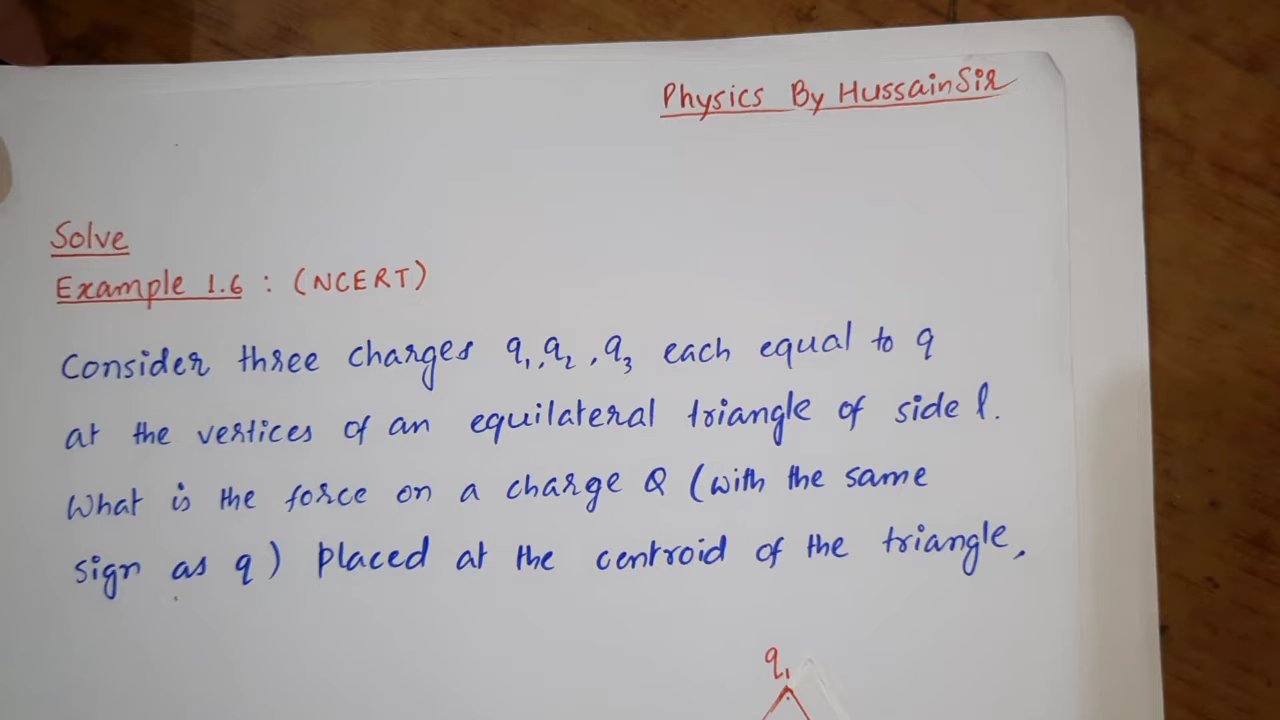 Physics By Hussain Sir
Solve
Example 1.6 : (NCERT)
Consider three charges q₁, q₂, q₃ each equal to q
at the vertices of an equilateral triangle of side l.
What is the force on a charge Q (with the same
sign as q) placed at the centroid of the triangle,
q₁